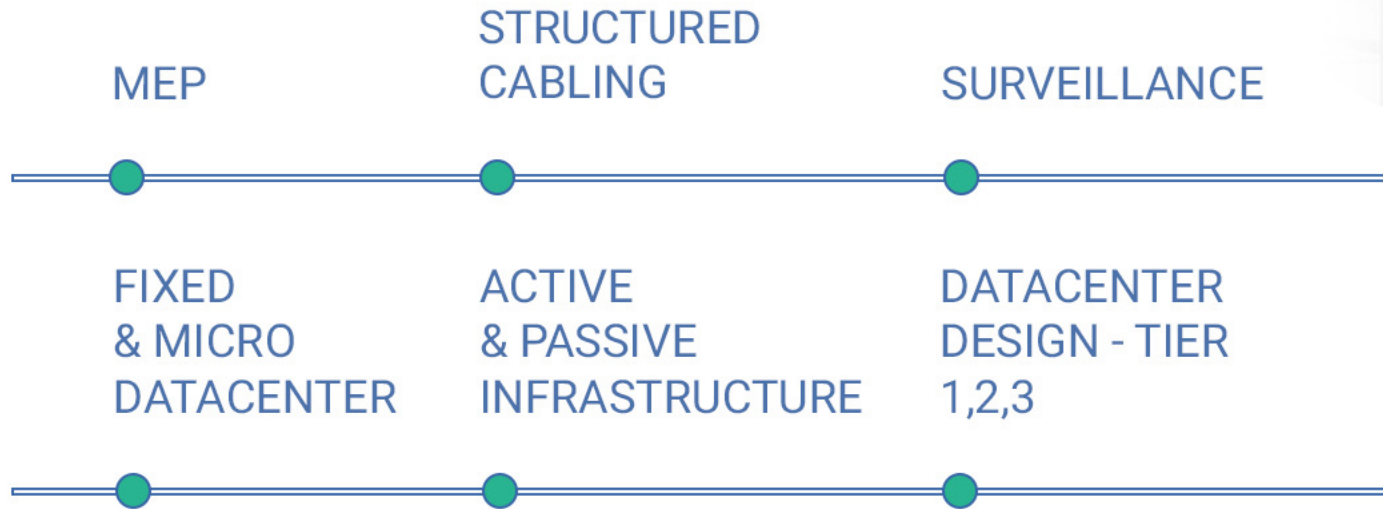 MEP
STRUCTURED
CABLING
SURVEILLANCE
FIXED
& MICRO
DATACENTER
ACTIVE
& PASSIVE
INFRASTRUCTURE
DATACENTER
DESIGN - TIER
1,2,3